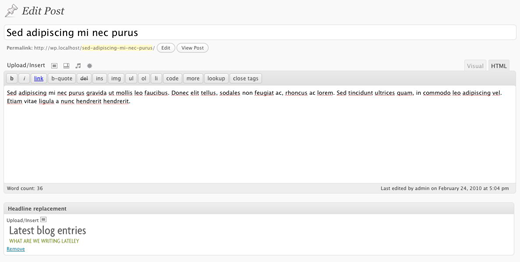 Edit Post
Sed adipiscing mi nec purus
Permalink: http://wp.localhost/sed-adipiscing-mi-nec-purus/ Edit View Post
Upload/Insert Visual HTML
b i link b-quote del ins img ul ol li code more lookup close tags
Sed adipiscing mi nec purus gravida ut mollis leo faucibus. Donec elit tellus, sodales non feugiat ac, rhoncus ac lorem. Sed tincidunt ultrices quam, in commodo leo adipiscing vel.
Etiam vitae ligula a nunc hendrerit hendrerit.
Word count: 36 Last edited by admin on February 24, 2010 at 5:04 pm
Headline replacement
Upload/Insert
Latest blog entries
WHAT ARE WE WRITING LATELEY
Remove